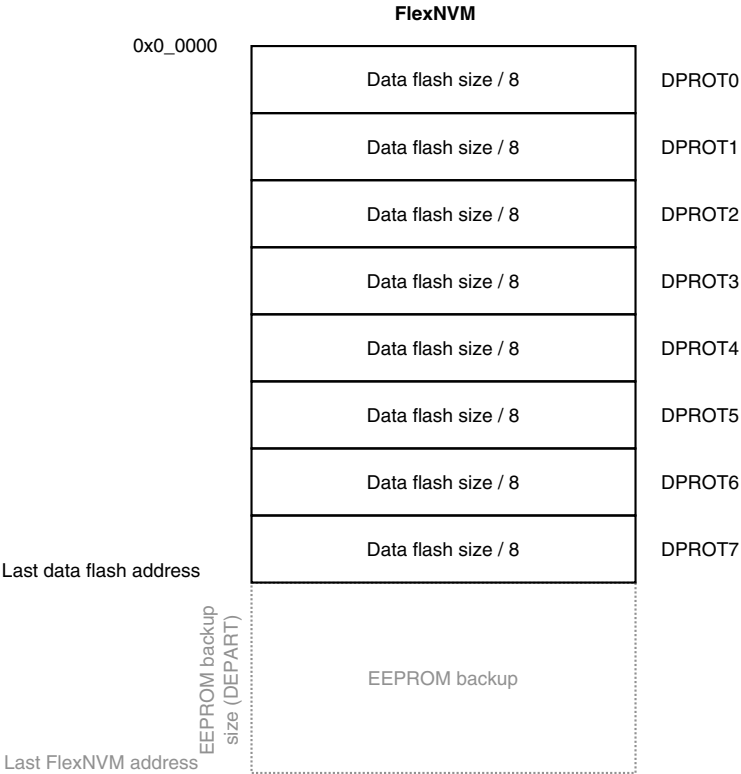 FlexNVM
0x0_0000
Data flash size / 8 DPROT0
Data flash size / 8 DPROT1
Data flash size / 8 DPROT2
Data flash size / 8 DPROT3
Data flash size / 8 DPROT4
Data flash size / 8 DPROT5
Data flash size / 8 DPROT6
Data flash size / 8 DPROT7
Last data flash address
EEPROM backup
size (DEPART)
EEPROM backup
Last FlexNVM address